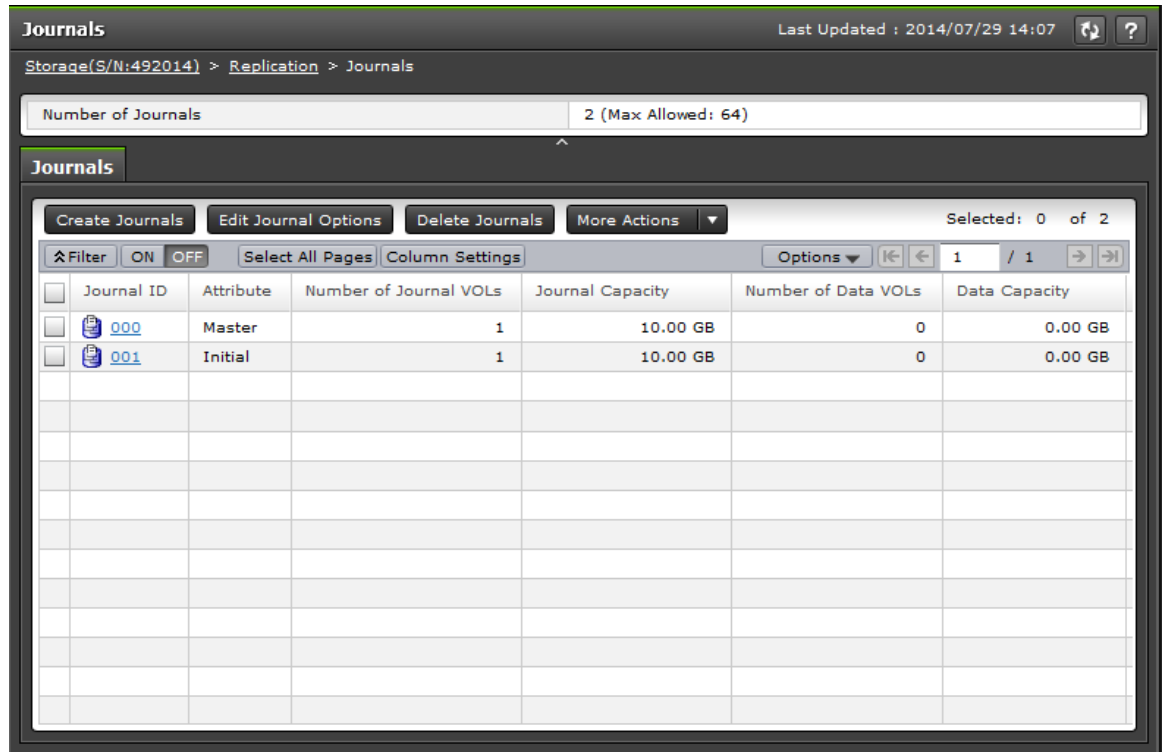 Journals Last Updated : 2014/07/29 14:07 ?
Storage(S/N:492014) > Replication > Journals
Number of Journals 2 (Max Allowed: 64)
Journals
Create Journals Edit Journal Options Delete Journals More Actions Selected: 0 of 2
Filter ON OFF Select All Pages Column Settings Options 1 / 1
Journal ID Attribute Number of Journal VOLs Journal Capacity Number of Data VOLs Data Capacity
000 Master 1 10.00 GB 0 0.00 GB
001 Initial 1 10.00 GB 0 0.00 GB